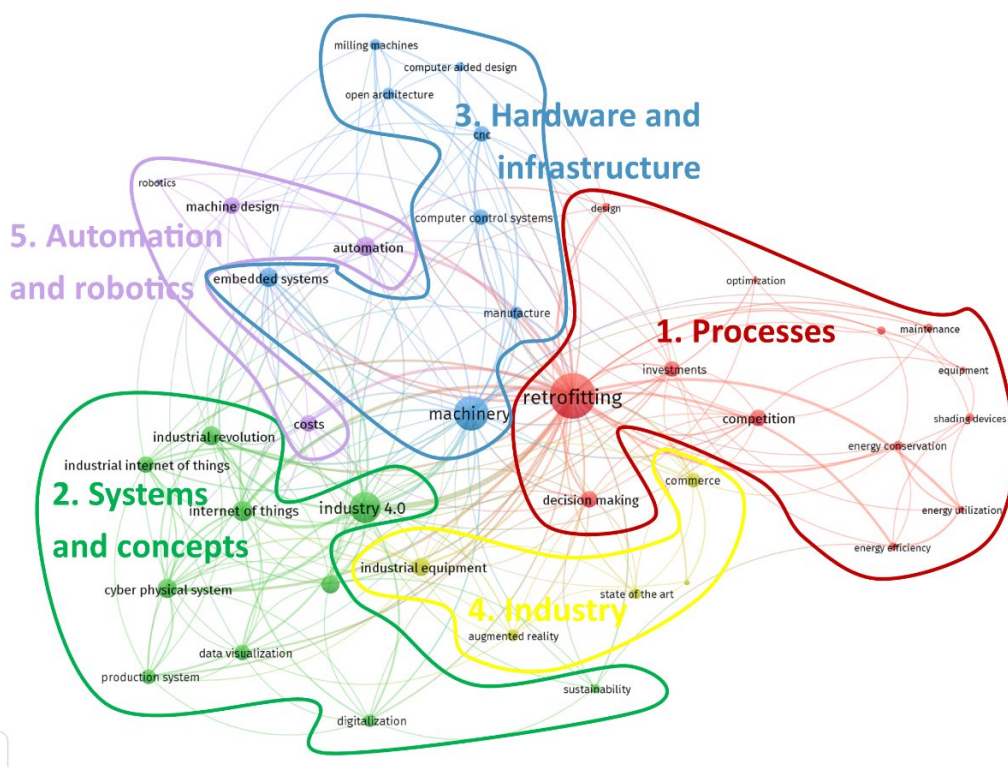 milling machines
computer aided design
open architecture
3. Hardware and
cnc
infrastructure
robotics
machine design
computer control systems
design
5. Automation
automation
and robotics
embedded systems
optimization
manufacture
1. Processes
maintenance
investments
equipment
retrofitting
machinery
competition
shading devices
costs
energy conservation
industrial revolution
industrial internet of things
commerce
2. Systems
decision making
internet of things
industry 4.0
energy utilization
and concepts
energy efficiency
industrial equipment
cyber physical system
state of the art
4. Industry
augmented reality
data visualization
production system
sustainability
digitalization